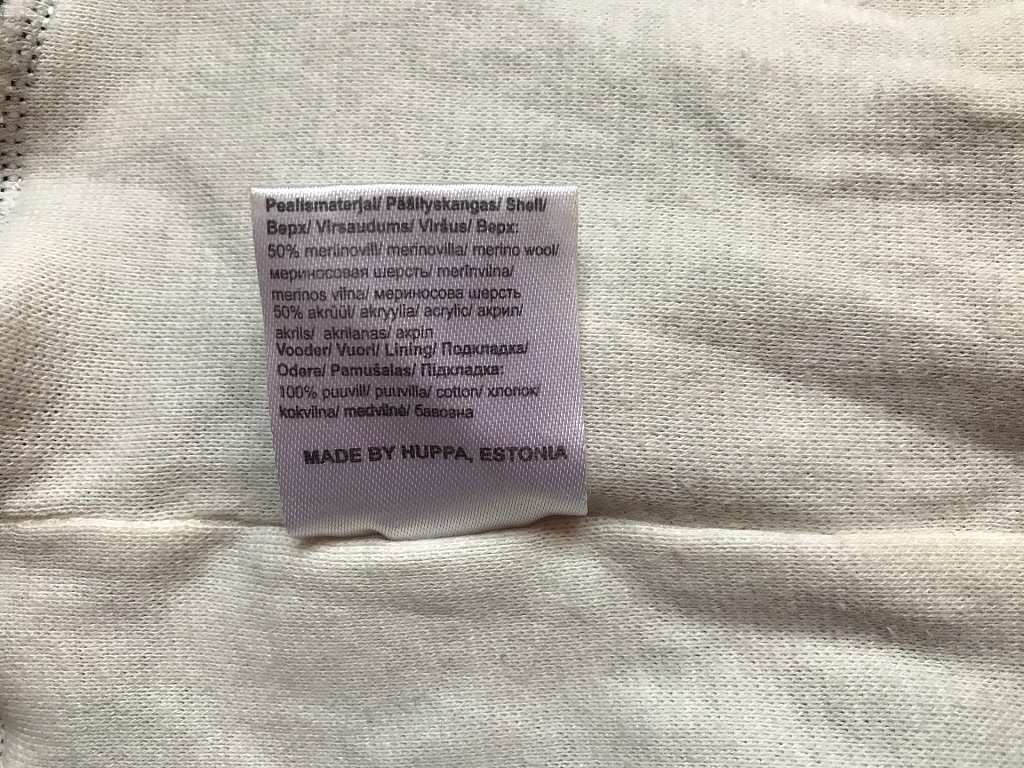 Pealismaterjal/ Päällyskangas/ Shell/
Верх/ Virsaudums/ Viršus/ Верх:
50% meriinovill/ merinovilla/ merino wool/
мериносовая шерсть/ merīnvilna/
merinos vilna/ мериносова шерсть
50% akrüül/ akryylia/ acrylic/ акрил/
akrils/ akrilanas/ акріл
Vooder/ Vuori/ Lining/ Подкладка/
Odere/ Pamušalas/ Підкладка:
100% puuvill/ puuvilla/ cotton/ хлопок/
kokvilna/ medvilnė/ бавовна
MADE BY HUPPA, ESTONIA